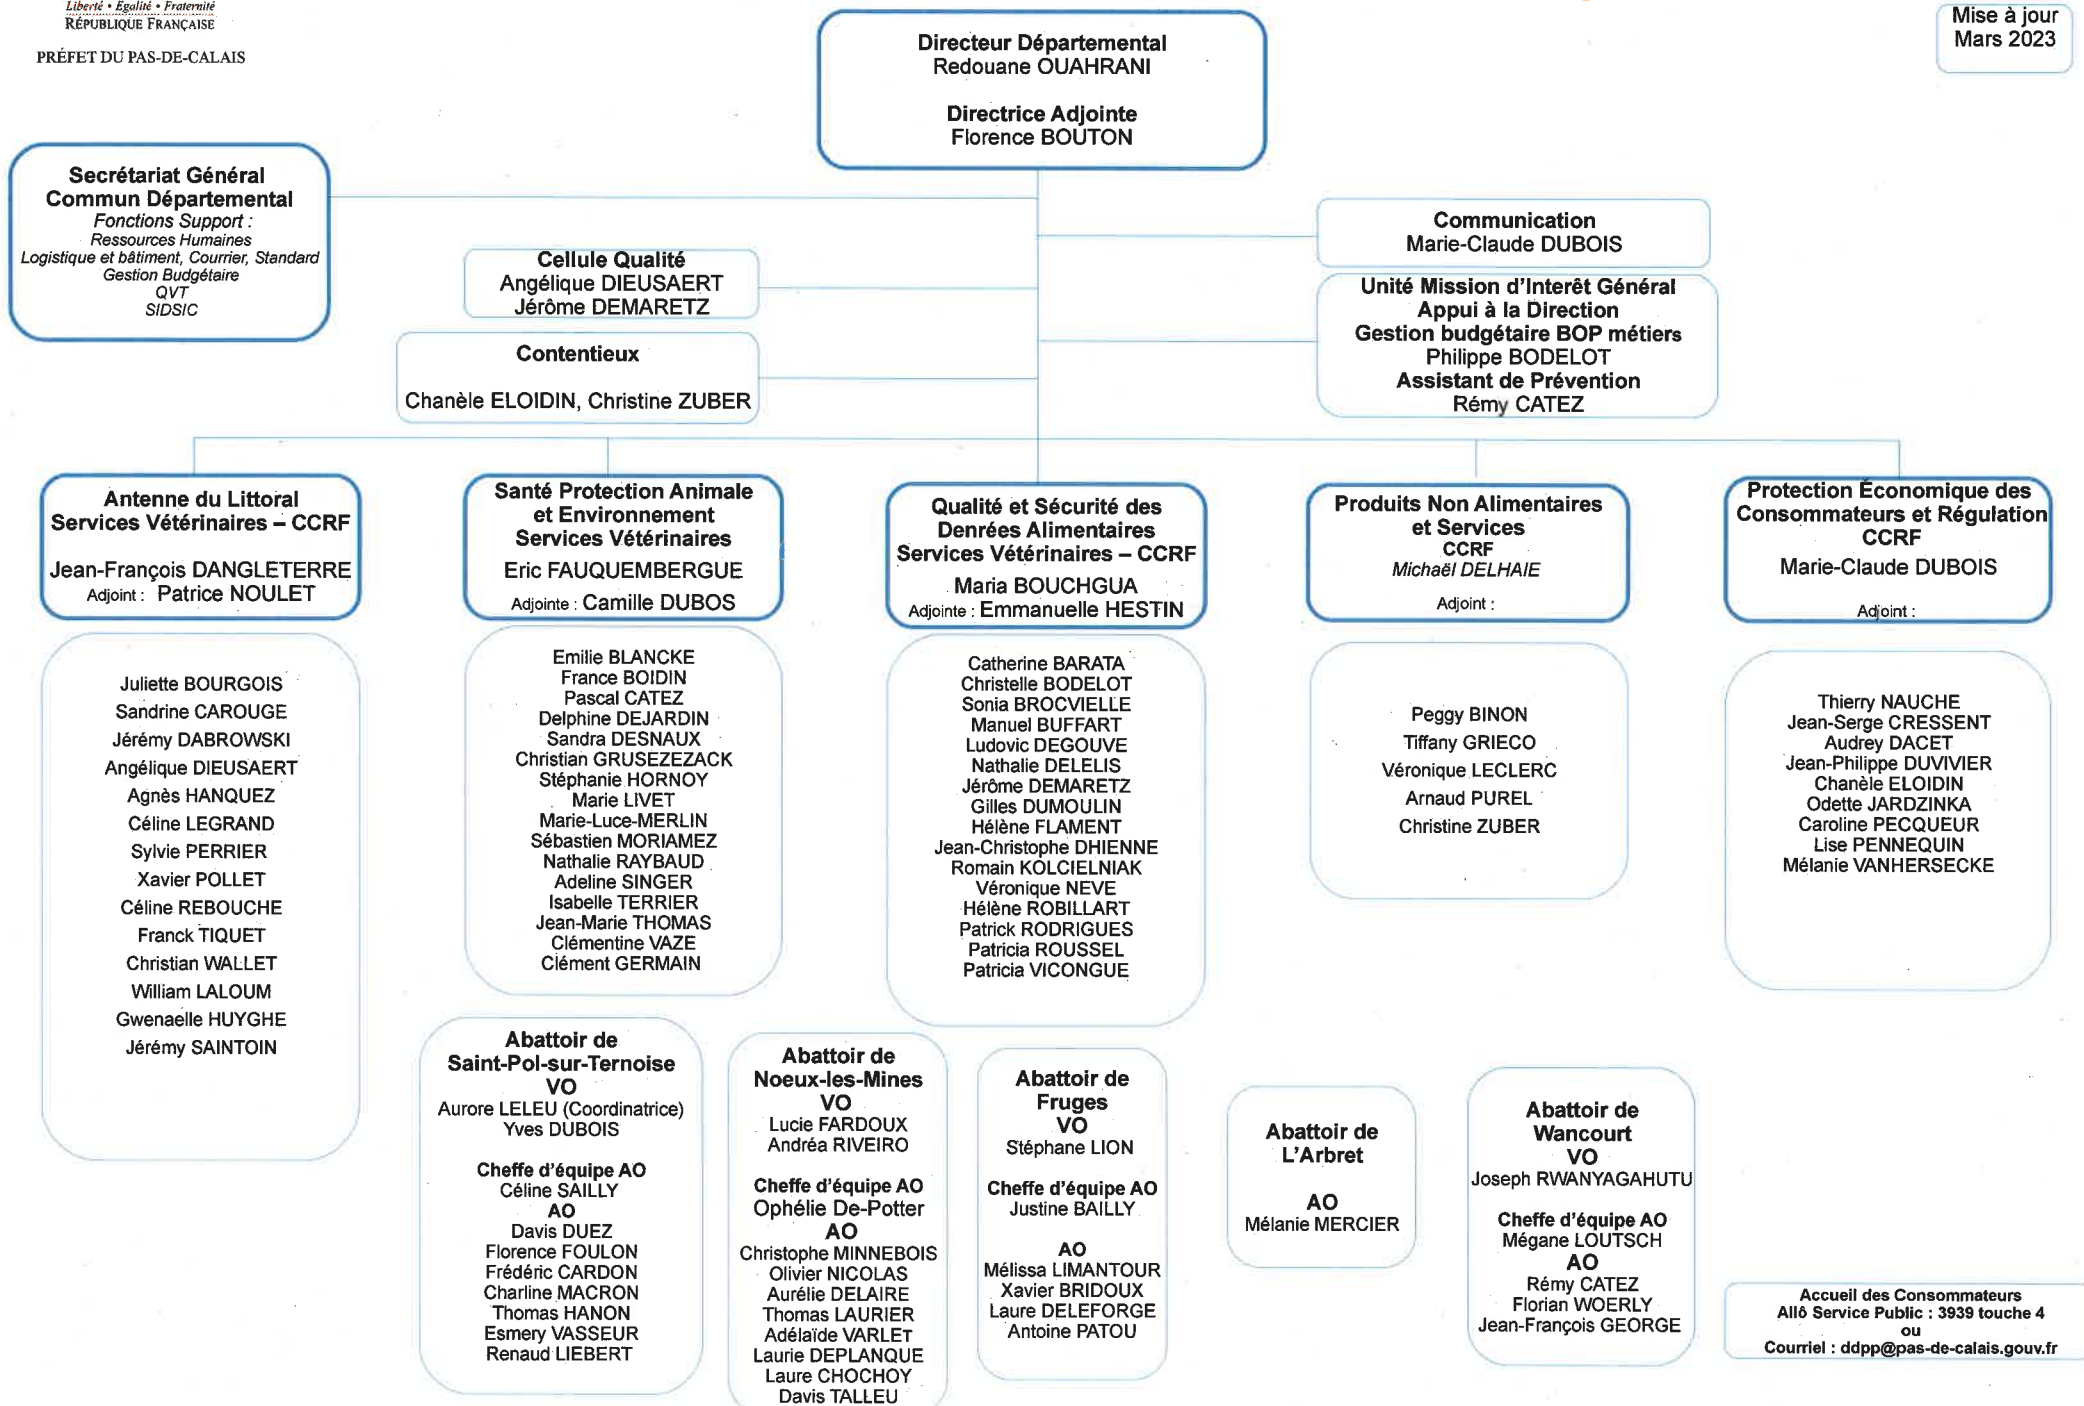 Liberté • Egalité • Fraternité
RÉPUBLIQUE FRANÇAISE
PRÉFET DU PAS-DE-CALAIS
Mise à jour
Mars 2023
Directeur Départemental
Redouane OUAHRANI
Directrice Adjointe
Florence BOUTON
Secrétariat Général
Commun Départemental
Fonctions Support :
Ressources Humaines
Logistique et bâtiment, Courrier, Standard
Gestion Budgétaire
QVT
SIDSIC
Communication
Marie-Claude DUBOIS
Cellule Qualité
Angélique DIEUSAERT
Jérôme DEMARETZ
Unité Mission d'Interêt Général
Appui à la Direction
Gestion budgétaire BOP métiers
Philippe BODELOT
Assistant de Prévention
Rémy CATEZ
Contentieux
Chanèle ELOIDIN, Christine ZUBER
Antenne du Littoral
Services Vétérinaires – CCRF
Jean-François DANGLETERRE
Adjoint : Patrice NOULET
Santé Protection Animale
et Environnement
Services Vétérinaires
Eric FAUQUEMBERGUE
Adjointe : Camille DUBOS
Qualité et Sécurité des
Denrées Alimentaires
Services Vétérinaires – CCRF
Maria BOUCHGUA
Adjointe : Emmanuelle HESTIN
Produits Non Alimentaires
et Services
CCRF
Michaël DELHAIE
Adjoint :
Protection Économique des
Consommateurs et Régulation
CCRF
Marie-Claude DUBOIS
Adjoint :
Juliette BOURGOIS
Sandrine CAROUGE
Jérémy DABROWSKI
Angélique DIEUSAERT
Agnès HANQUEZ
Céline LEGRAND
Sylvie PERRIER
Xavier POLLET
Céline REBOUCHE
Franck TIQUET
Christian WALLET
William LALOUM
Gwenaelle HUYGHE
Jérémy SAINTOIN
Emilie BLANCKE
France BOIDIN
Pascal CATEZ
Delphine DEJARDIN
Sandra DESNAUX
Christian GRUSEZEZACK
Stéphanie HORNOY
Marie LIVET
Marie-Luce-MERLIN
Sébastien MORIAMEZ
Nathalie RAYBAUD
Adeline SINGER
Isabelle TERRIER
Jean-Marie THOMAS
Clémentine VAZE
Clément GERMAIN
Catherine BARATA
Christelle BODELOT
Sonia BROCVIELLE
Manuel BUFFART
Ludovic DEGOUVE
Nathalie DELELIS
Jérôme DEMARETZ
Gilles DUMOULIN
Hélène FLAMENT
Jean-Christophe DHIENNE
Romain KOLCIELNIAK
Véronique NEVE
Hélène ROBILLART
Patrick RODRIGUES
Patricia ROUSSEL
Patricia VICONGUE
Peggy BINON
Tiffany GRIECO
Véronique LECLERC
Arnaud PUREL
Christine ZUBER
Thierry NAUCHE
Jean-Serge CRESSENT
Audrey DACET
Jean-Philippe DUVIVIER
Chanèle ELOIDIN
Odette JARDZINKA
Caroline PECQUEUR
Lise PENNEQUIN
Mélanie VANHERSECKE
Abattoir de
Saint-Pol-sur-Ternoise
VO
Aurore LELEU (Coordinatrice)
Yves DUBOIS
Cheffe d'équipe AO
Céline SAILLY
AO
Davis DUEZ
Florence FOULON
Frédéric CARDON
Charline MACRON
Thomas HANON
Esmery VASSEUR
Renaud LIEBERT
Abattoir de
Noeux-les-Mines
VO
Lucie FARDOUX
Andréa RIVEIRO
Cheffe d'équipe AO
Ophélie De-Potter
AO
Christophe MINNEBOIS
Olivier NICOLAS
Aurélie DELAIRE
Thomas LAURIER
Adélaïde VARLET
Laurie DEPLANQUE
Laure CHOCHOY
Davis TALLEU
Abattoir de
Fruges
VO
Stéphane LION
Cheffe d'équipe AO
Justine BAILLY
AO
Mélissa LIMANTOUR
Xavier BRIDOUX
Laure DELEFORGE
Antoine PATOU
Abattoir de
L'Arbret
AO
Mélanie MERCIER
Abattoir de
Wancourt
VO
Joseph RWANYAGAHUTU
Cheffe d'équipe AO
Mégane LOUTSCH
AO
Rémy CATEZ
Florian WOERLY
Jean-François GEORGE
Accueil des Consommateurs
Allô Service Public : 3939 touche 4
ou
Courriel : ddpp@pas-de-calais.gouv.fr